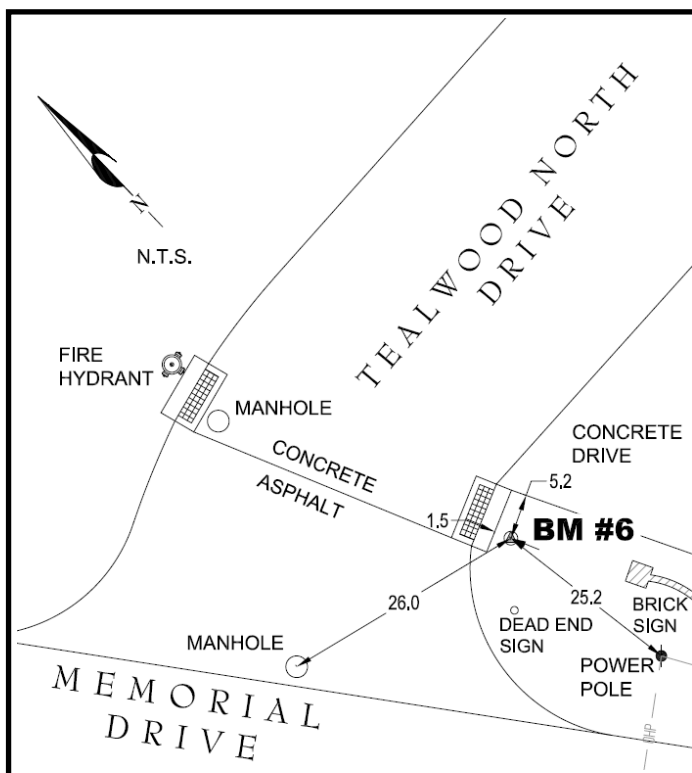 N
N.T.S.
TEALWOOD NORTH
DRIVE
FIRE
HYDRANT
MANHOLE
CONCRETE
ASPHALT
CONCRETE
DRIVE
5.2
1.5
BM #6
26.0
25.2
BRICK
SIGN
DEAD END
SIGN
MANHOLE
POWER
POLE
MEMORIAL
DRIVE
OHP